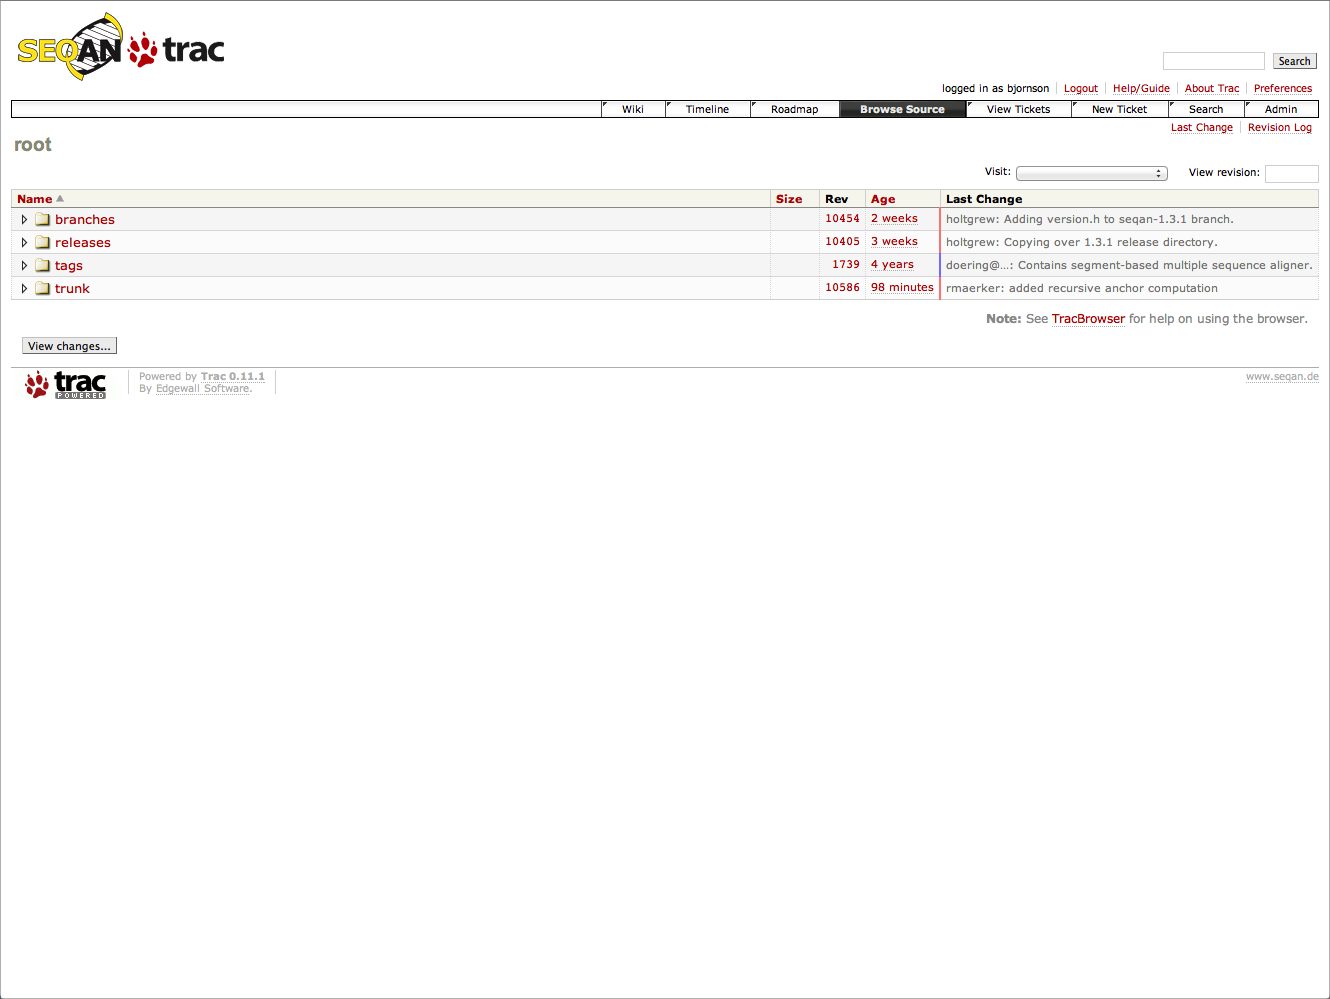 SEQAN trac
Search
logged in as bjornson Logout Help/Guide About Trac Preferences
Wiki Timeline Roadmap Browse Source View Tickets New Ticket Search Admin
Last Change Revision Log
root
Visit: View revision:
Name Size Rev Age Last Change
branches 10454 2 weeks holtgrew: Adding version.h to seqan-1.3.1 branch.
releases 10405 3 weeks holtgrew: Copying over 1.3.1 release directory.
tags 1739 4 years doering@...: Contains segment-based multiple sequence aligner.
trunk 10586 98 minutes rmaerker: added recursive anchor computation
Note: See TracBrowser for help on using the browser.
View changes...
trac Powered by Trac 0.11.1 www.seqan.de
POWERED By Edgewall Software.